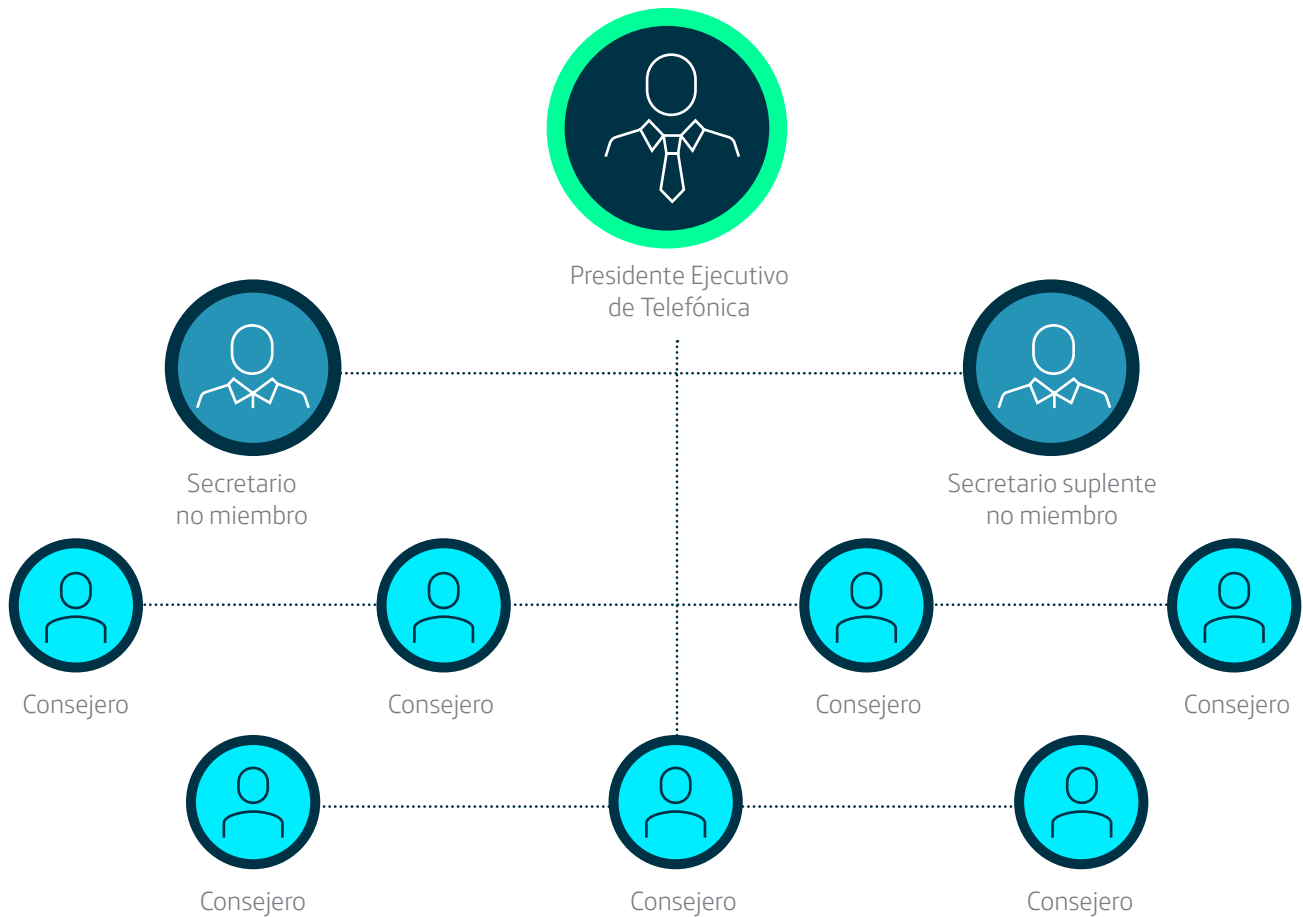 Presidente Ejecutivo
de Telefónica
Secretario
no miembro
Secretario suplente
no miembro
Consejero
Consejero
Consejero
Consejero
Consejero
Consejero
Consejero